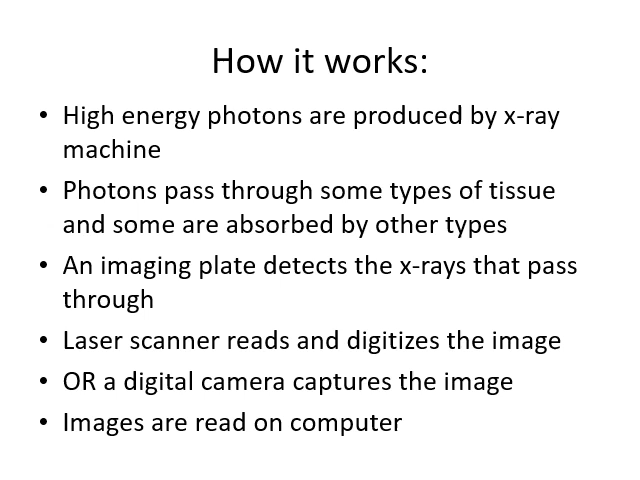 How it works:
• High energy photons are produced by x-ray
machine
• Photons pass through some types of tissue
and some are absorbed by other types
• An imaging plate detects the x-rays that pass
through
• Laser scanner reads and digitizes the image
• OR a digital camera captures the image
• Images are read on computer